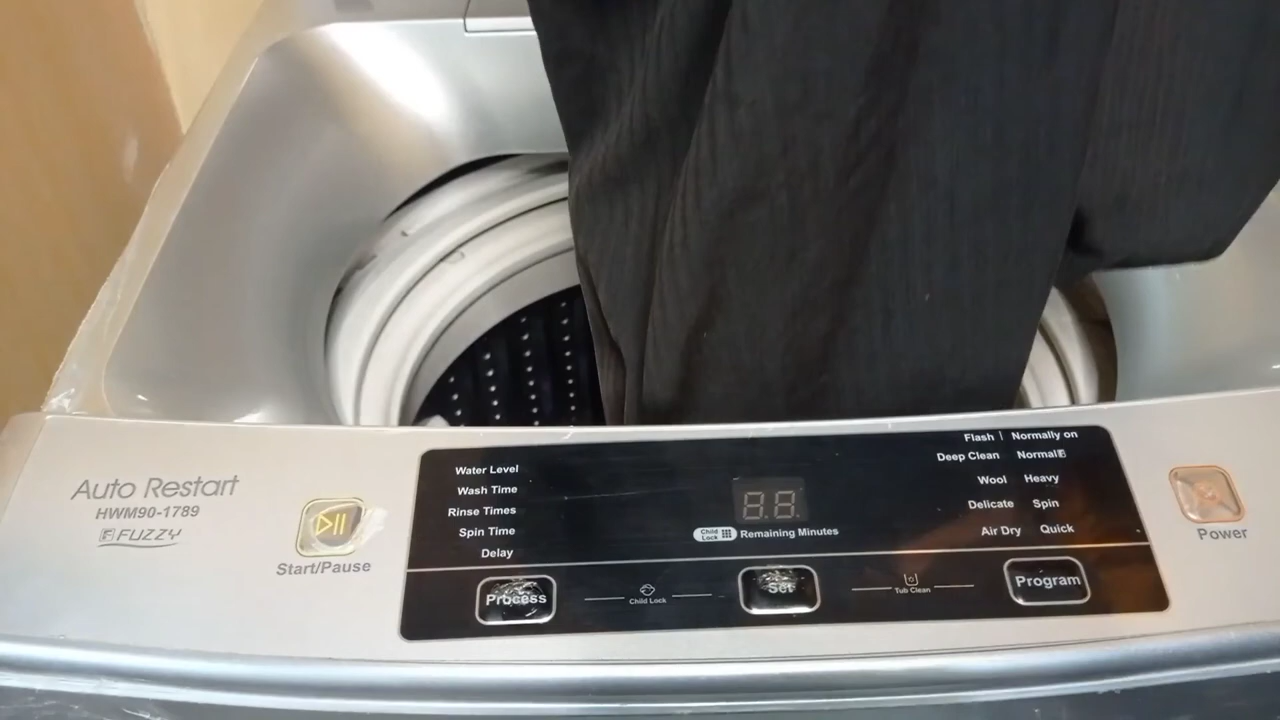 Auto Restart
HWM90-1789
F FUZZY
Start/Pause
Water Level
Wash Time
Rinse Times
Spin Time
Delay
8.8.
Child Lock
Remaining Minutes
Flash | Normally on
Deep Clean Normal F
Wool Heavy
Delicate Spin
Air Dry Quick
Power
Process
Child Lock
Set
Tub Clean
Program